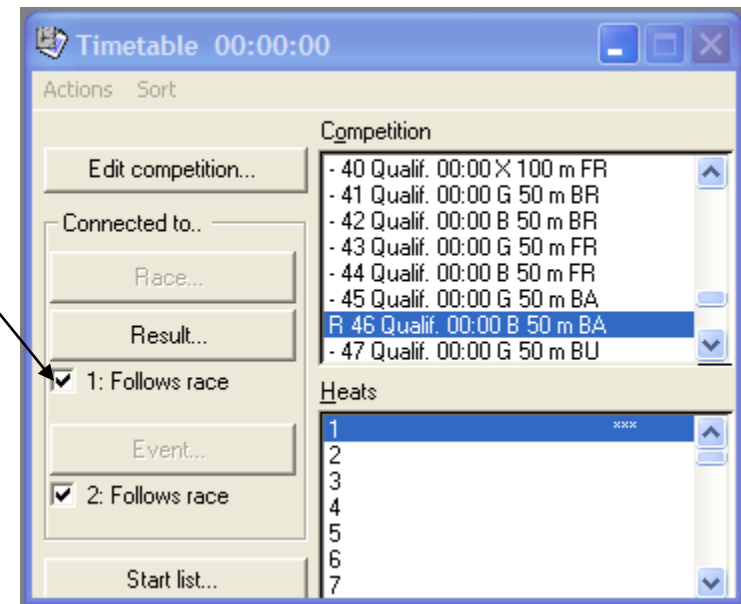 Timetable 00:00:00
Actions Sort
Edit competition...
Connected to..
Race...
Result...
1: Follows race
Event...
2: Follows race
Start list...
Competition
- 40 Qualif. 00:00 X 100 m FR
- 41 Qualif. 00:00 G 50 m BR
- 42 Qualif. 00:00 B 50 m BR
- 43 Qualif. 00:00 G 50 m FR
- 44 Qualif. 00:00 B 50 m FR
- 45 Qualif. 00:00 G 50 m BA
R 46 Qualif. 00:00 B 50 m BA
- 47 Qualif. 00:00 G 50 m BU
Heats
1 ***
2
3
4
5
6
7